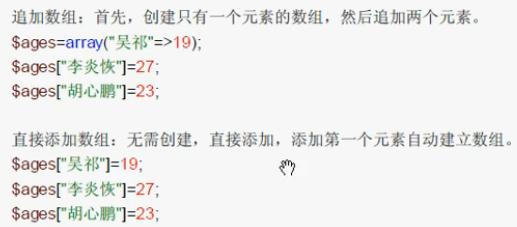 追加数组：首先，创建只有一个元素的数组，然后追加两个元素。
$ages=array("吴祁"=>19);
$ages["李炎恢"]=27;
$ages["胡心鹏"]=23;
直接添加数组：无需创建，直接添加，添加第一个元素自动建立数组。
$ages["吴祁"]=19;
$ages["李炎恢"]=27;
$ages["胡心鹏"]=23;